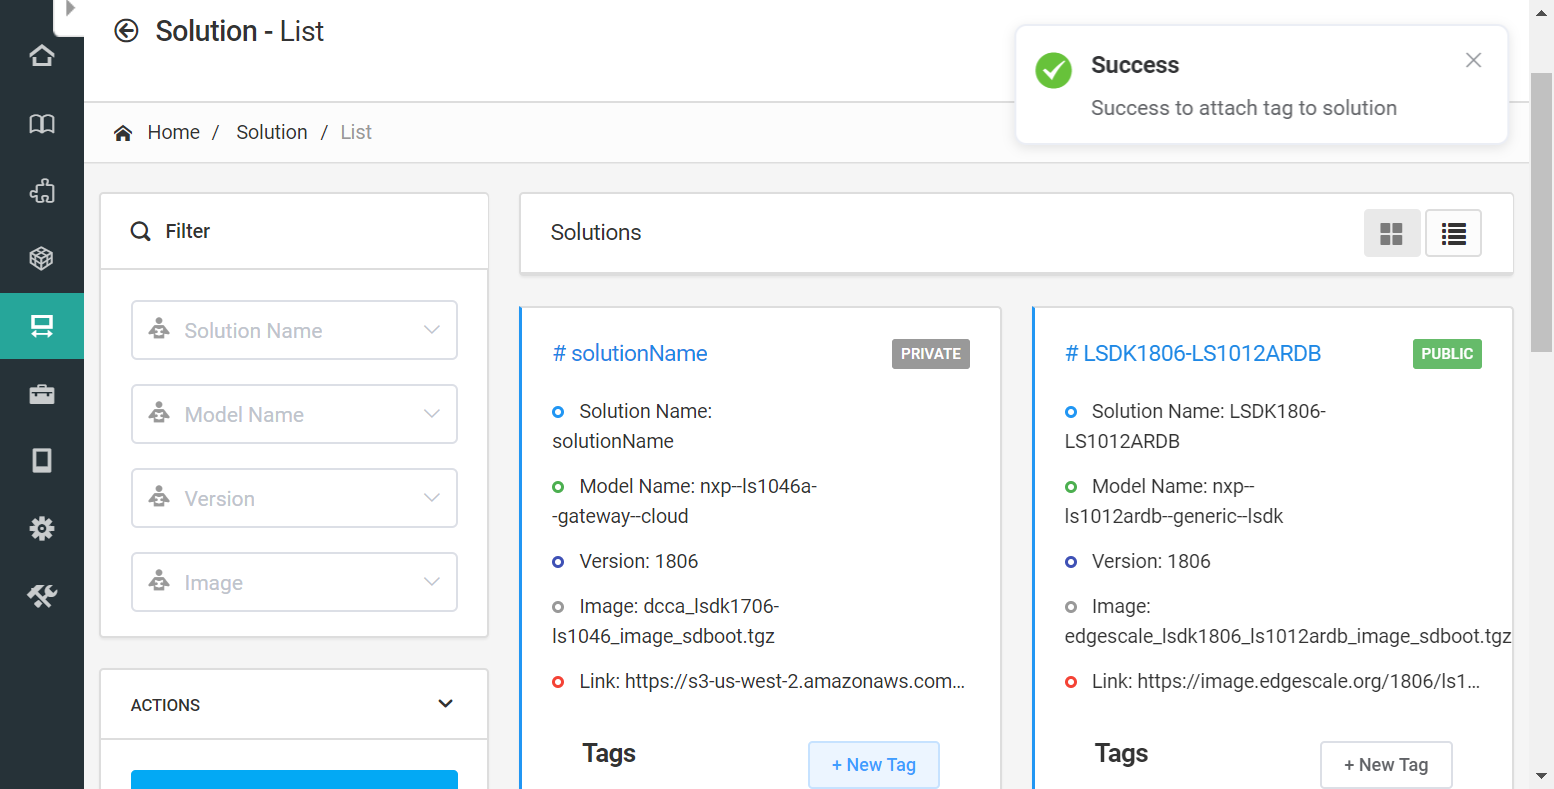 Solution - List
Success
Success to attach tag to solution
Home / Solution / List
Filter
Solution Name
Model Name
Version
Image
ACTIONS
Solutions
# solutionName
PRIVATE
Solution Name:
solutionName
Model Name: nxp--ls1046a-
-gateway--cloud
Version: 1806
Image: dcca_lsdk1706-
ls1046_image_sdboot.tgz
Link: https://s3-us-west-2.amazonaws.com...
Tags
+ New Tag
# LSDK1806-LS1012ARDB
PUBLIC
Solution Name: LSDK1806-
LS1012ARDB
Model Name: nxp--
ls1012ardb--generic--lsdk
Version: 1806
Image:
edgescale_lsdk1806_ls1012ardb_image_sdboot.tgz
Link: https://image.edgescale.org/1806/ls1...
Tags
+ New Tag